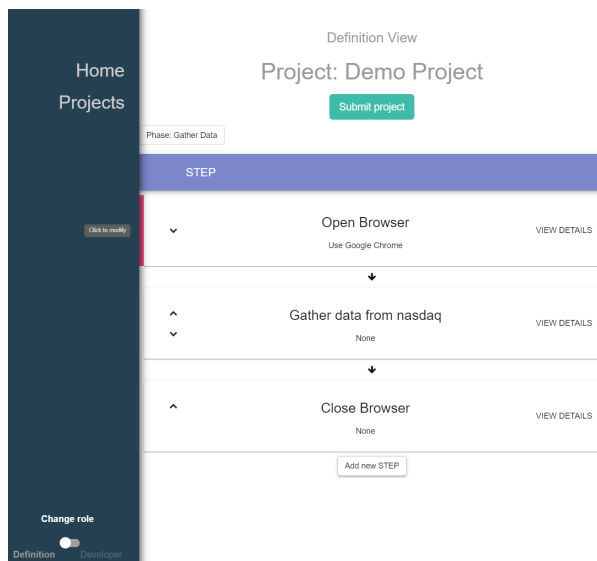 Home
Projects
Click to modify
Change role
Definition
Developer
Definition View
Project: Demo Project
Submit project
Phase: Gather Data
STEP
Open Browser
Use Google Chrome
VIEW DETAILS
Gather data from nasdaq
None
VIEW DETAILS
Close Browser
None
VIEW DETAILS
Add new STEP